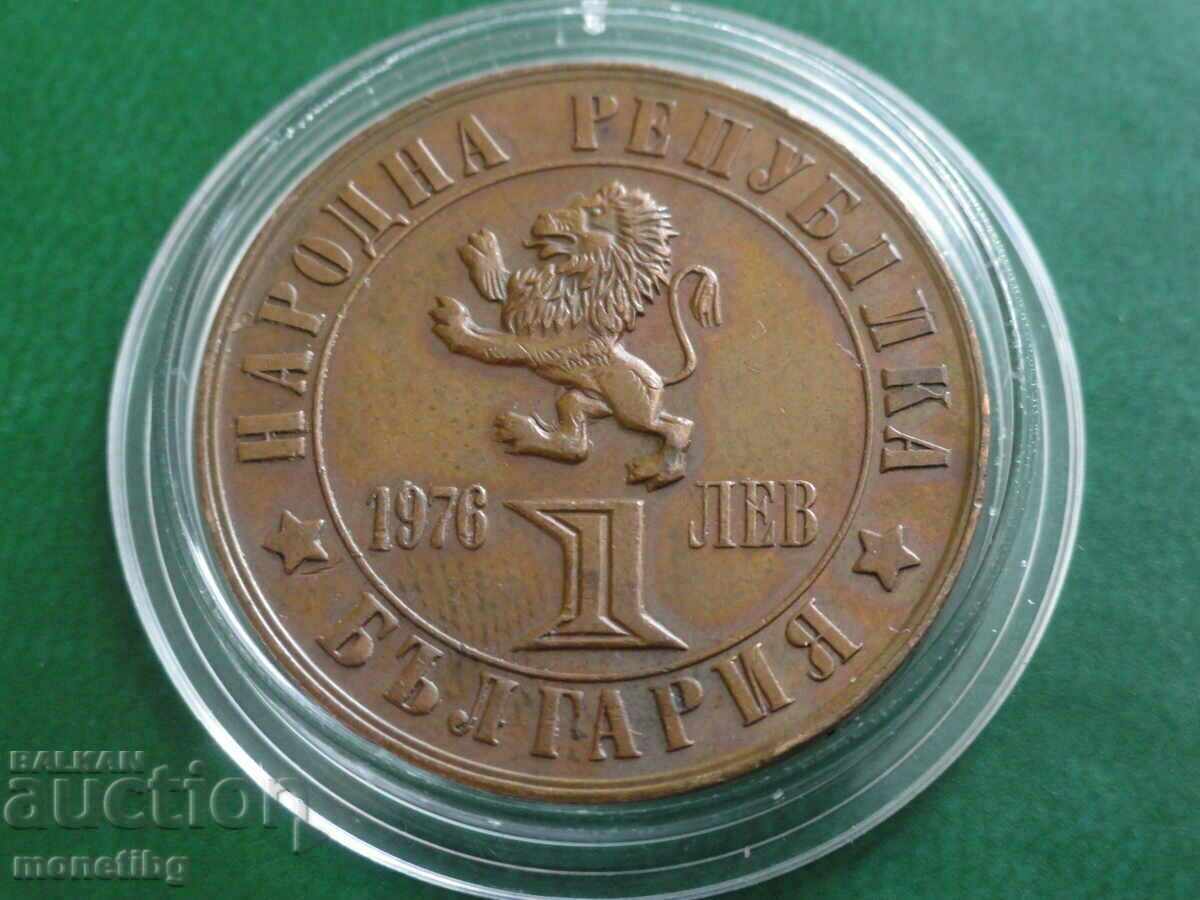 НАРОДНА РЕПУБЛИКА
1976 1 ЛЕВ
БЪЛГАРИЯ
BALKAN
auction
monetibg